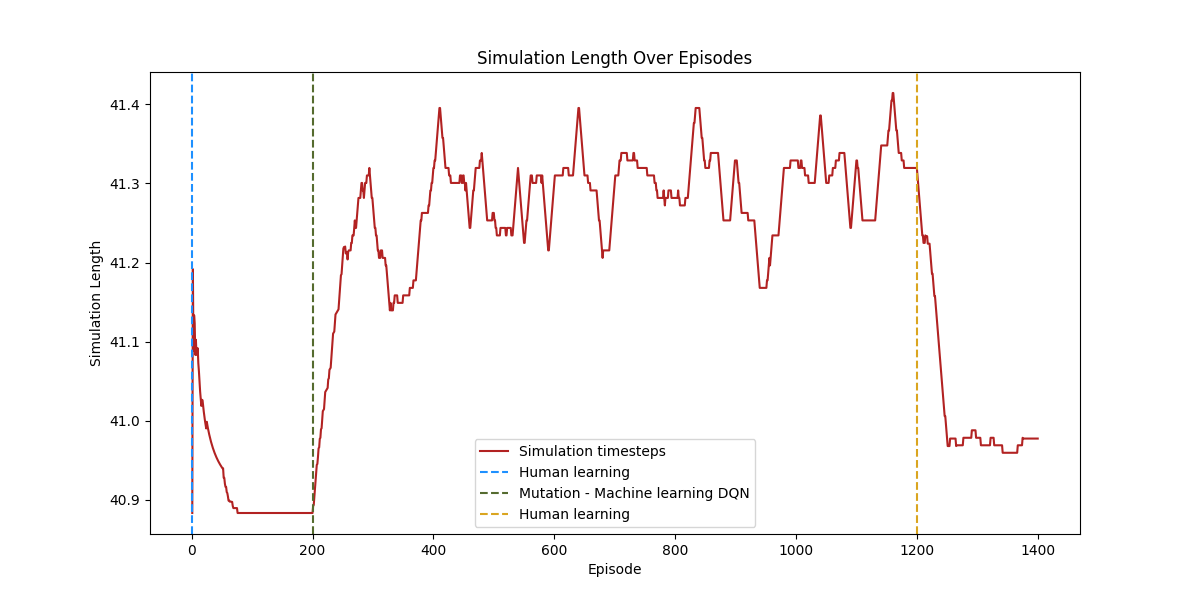 Simulation Length Over Episodes
41.4
41.3
41.2
41.1
41.0
40.9
Simulation Length
Simulation timesteps
Human learning
Mutation - Machine learning DQN
Human learning
0 200 400 600 800 1000 1200 1400
Episode